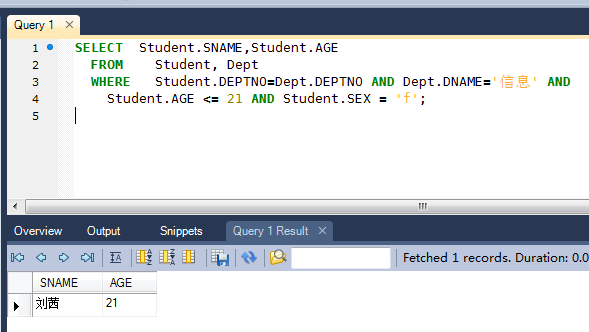 Query 1
1 SELECT Student.SNAME,Student.AGE
2 FROM Student, Dept
3 WHERE Student.DEPTNO=Dept.DEPTNO AND Dept.DNAME='信息' AND
4 Student.AGE <= 21 AND Student.SEX = 'f';
5
Overview Output Snippets Query 1 Result
Fetched 1 records. Duration: 0.0
SNAME AGE
刘茜 21